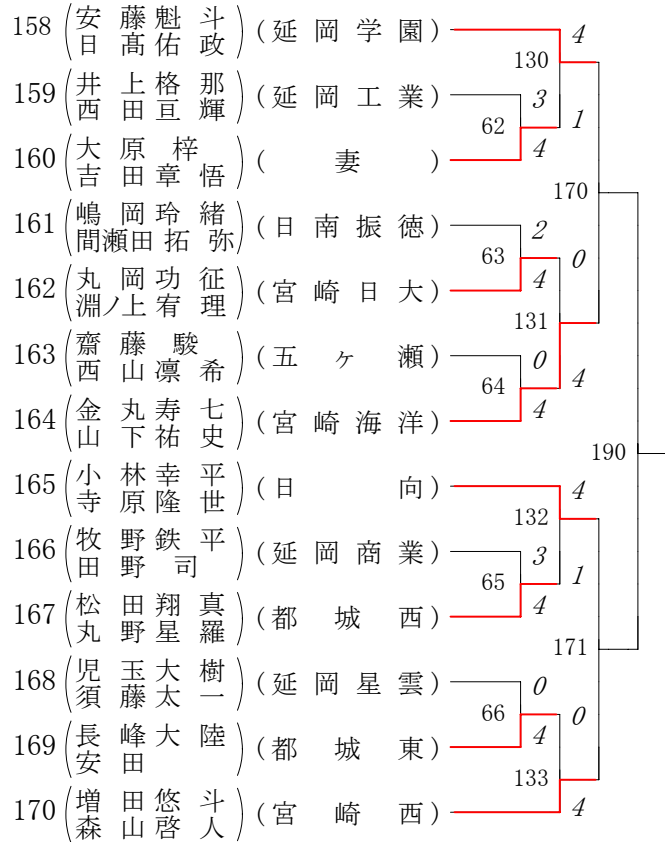 158 安藤魁斗 日髙佑政 (延岡学園) 4
130
159 井上格那 西田亘輝 (延岡工業) 3
62 1
160 大原梓 吉田章悟 (妻) 4
170
161 嶋岡玲緒 間瀬田拓弥 (日南振徳) 2
63 0
162 丸岡功征 淵ノ上宥理 (宮崎日大) 4
131
163 齋藤駿 西山凛希 (五ヶ瀬) 0
64 4
164 金丸寿七 山下祐史 (宮崎海洋) 4
190
165 小林幸平 寺原隆世 (日向) 4
132
166 牧野鉄平 田野司 (延岡商業) 3
65 1
167 松田翔真 丸野星羅 (都城西) 4
171
168 児玉大樹 須藤太一 (延岡星雲) 0
66 0
169 長峰大陸 安田 (都城東) 4
133
170 増田悠斗 森山啓人 (宮崎西) 4